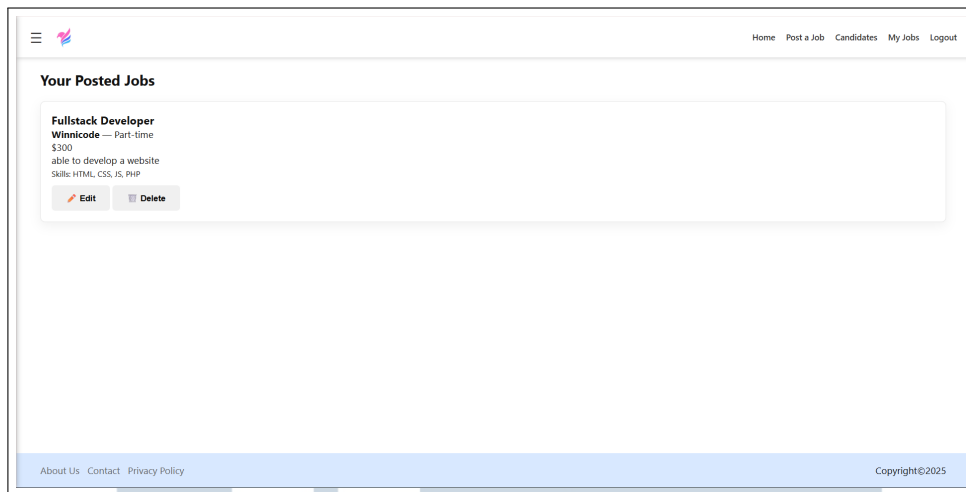 Home Post a Job Candidates My Jobs Logout
Your Posted Jobs
Fullstack Developer
Winnicode — Part-time
$300
able to develop a website
Skills: HTML, CSS, JS, PHP
Edit Delete
About Us Contact Privacy Policy Copyright©2025